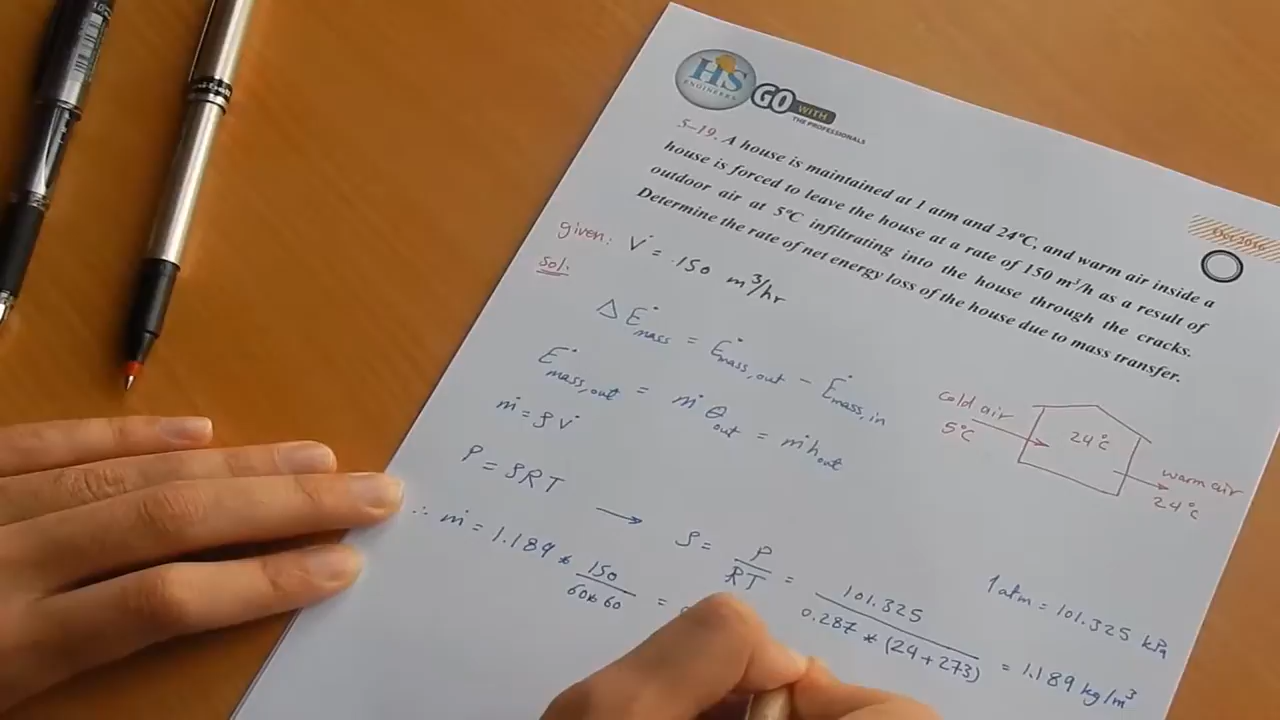 HS
ENGINEERS
GO WITH
THE PROFESSIONALS
5-19. A house is maintained at 1 atm and 24°C, and warm air inside a
house is forced to leave the house at a rate of 150 m³/h as a result of
outdoor air at 5°C infiltrating into the house through the cracks.
Determine the rate of net energy loss of the house due to mass transfer.
given: V̇ = 150 m³/hr
sol.
ΔĖmass = Ėmass,out − Ėmass,in
Ėmass,out = ṁ θout = ṁ hout
ṁ = ρ V̇
P = ρRT → ρ = P/RT = 101.325 / 0.287 * (24+273) = 1.189 kg/m³
1 atm = 101.325 kPa
∴ ṁ = 1.189 * 150 / 60*60 =
cold air
5°C
24°C
warm air
24°C